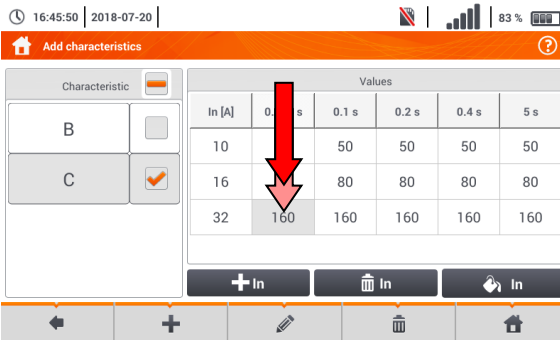 16:45:50 2018-07-20 83 %
Add characteristics ?
Characteristic Values
In [A] 0. s 0.1 s 0.2 s 0.4 s 5 s
B
10 50 50 50 50
C
16 80 80 80 80
32 160 160 160 160 160
In In In